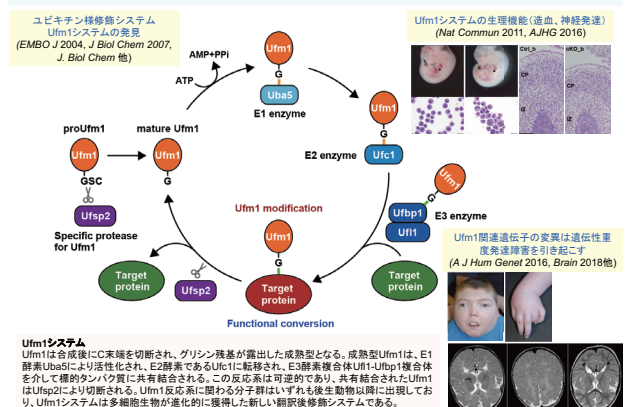 ユビキチン様修飾システム
Ufm1システムの発見
(EMBO J 2004, J Biol Chem 2007,
J. Biol Chem 他)
Ufm1システムの生理機能（造血、神経発達）
(Nat Commun 2011, AJHG 2016)
Ctrl_b
cKO_b
CP
CP
IZ
IZ
AMP+PPi
ATP
Ufm1
G
Uba5
E1 enzyme
Ufm1
G
Ufc1
E2 enzyme
proUfm1
mature Ufm1
Ufm1
GSC
Ufsp2
Specific protease
for Ufm1
Ufm1
G
Ufm1
G
Ufbp1
Ufl1
E3 enzyme
Ufm1 modification
Ufm1
G
Target
protein
Functional conversion
Target
protein
Ufsp2
Target
protein
Ufm1関連遺伝子の変異は遺伝性重
度発達障害を引き起こす
(A J Hum Genet 2016, Brain 2018他)
Ufm1システム
Ufm1は合成後にC末端を切断され、グリシン残基が露出した成熟型となる。成熟型Ufm1は、E1
酵素Uba5により活性化され、E2酵素であるUfc1に転移され、E3酵素複合体Ufl1-Ufbp1複合体
を介して標的タンパク質に共有結合される。この反応系は可逆的であり、共有結合されたUfm1
はUfsp2により切断される。Ufm1反応系に関わる分子群はいずれも後生動物以降に出現してお
り、Ufm1システムは多細胞生物が進化的に獲得した新しい翻訳後修飾システムである。